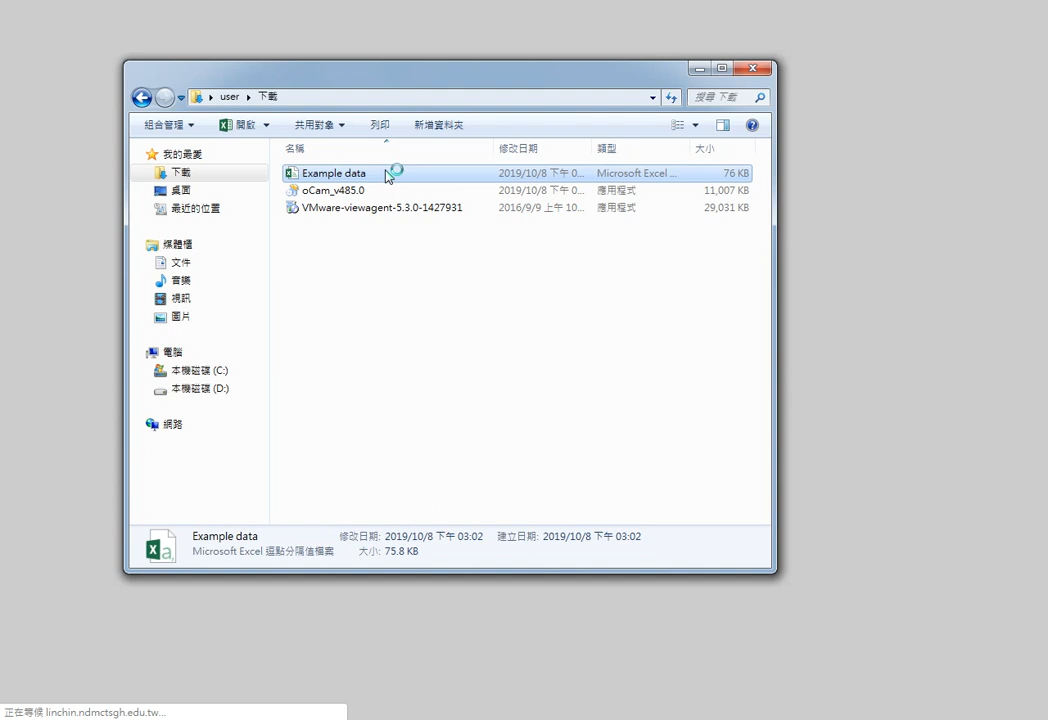 user ▸ 下載
搜尋 下載
組合管理 開啟 共用對象 列印 新增資料夾
名稱 修改日期 類型 大小
我的最愛
下載
桌面
最近的位置
媒體櫃
文件
音樂
視訊
圖片
電腦
本機磁碟 (C:)
本機磁碟 (D:)
網路
Example data 2019/10/8 下午 0... Microsoft Excel ... 76 KB
oCam_v485.0 2019/10/8 下午 0... 應用程式 11,007 KB
VMware-viewagent-5.3.0-1427931 2016/9/9 上午 10... 應用程式 29,031 KB
Example data 修改日期: 2019/10/8 下午 03:02 建立日期: 2019/10/8 下午 03:02
Microsoft Excel 逗點分隔值檔案 大小: 75.8 KB
正在等候 linchin.ndmctsgh.edu.tw...